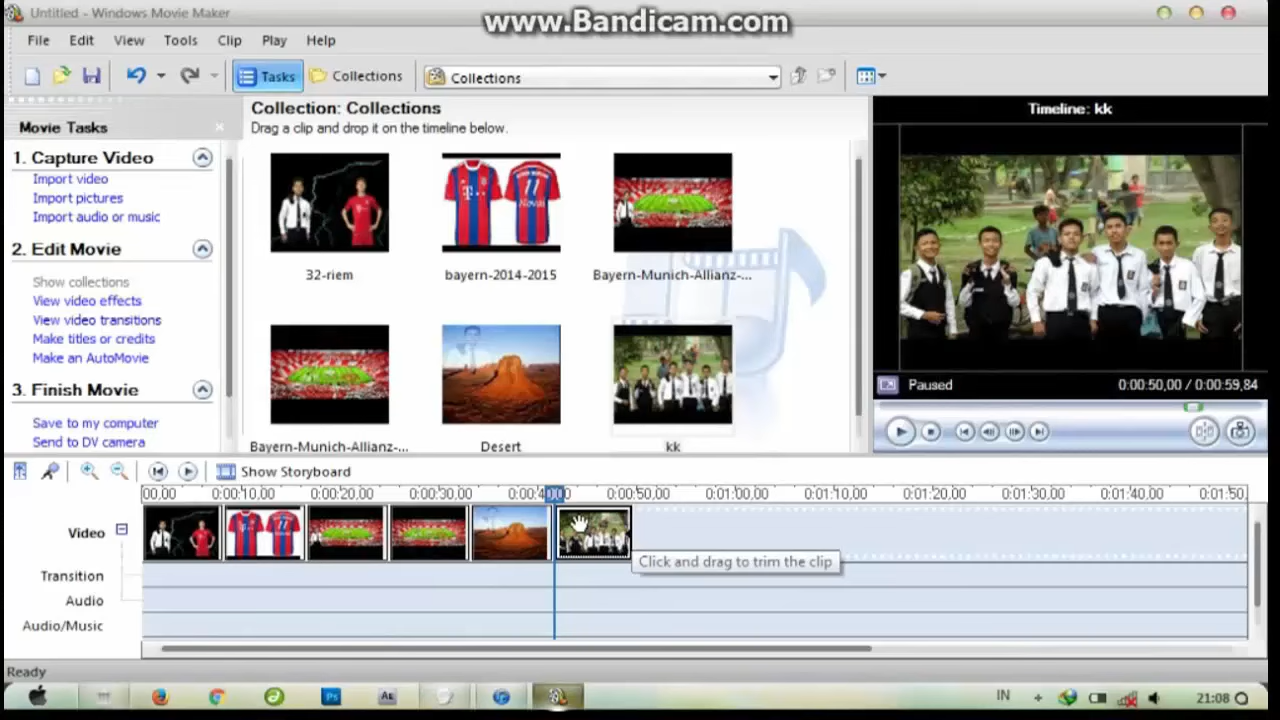 Untitled - Windows Movie Maker
www.Bandicam.com
File Edit View Tools Clip Play Help
Tasks Collections Collections
Movie Tasks
1. Capture Video
Import video
Import pictures
Import audio or music
2. Edit Movie
Show collections
View video effects
View video transitions
Make titles or credits
Make an AutoMovie
3. Finish Movie
Save to my computer
Send to DV camera
Collection: Collections
Drag a clip and drop it on the timeline below.
32-riem
bayern-2014-2015
Bayern-Munich-Allianz-...
Bayern-Munich-Allianz-...
Desert
kk
Timeline: kk
Paused 0:00:50,00 / 0:00:59,84
Show Storyboard
00.00 0:00:10.00 0:00:20.00 0:00:30.00 0:00:40.00 0:00:50.00 0:01:00.00 0:01:10.00 0:01:20.00 0:01:30.00 0:01:40.00 0:01:50.
Video
Click and drag to trim the clip
Transition
Audio
Audio/Music
Ready
Ps Ae IN 21:08